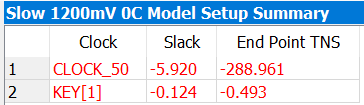 Slow 1200mV 0C Model Setup Summary
Clock Slack End Point TNS
1 CLOCK_50 -5.920 -288.961
2 KEY[1] -0.124 -0.493